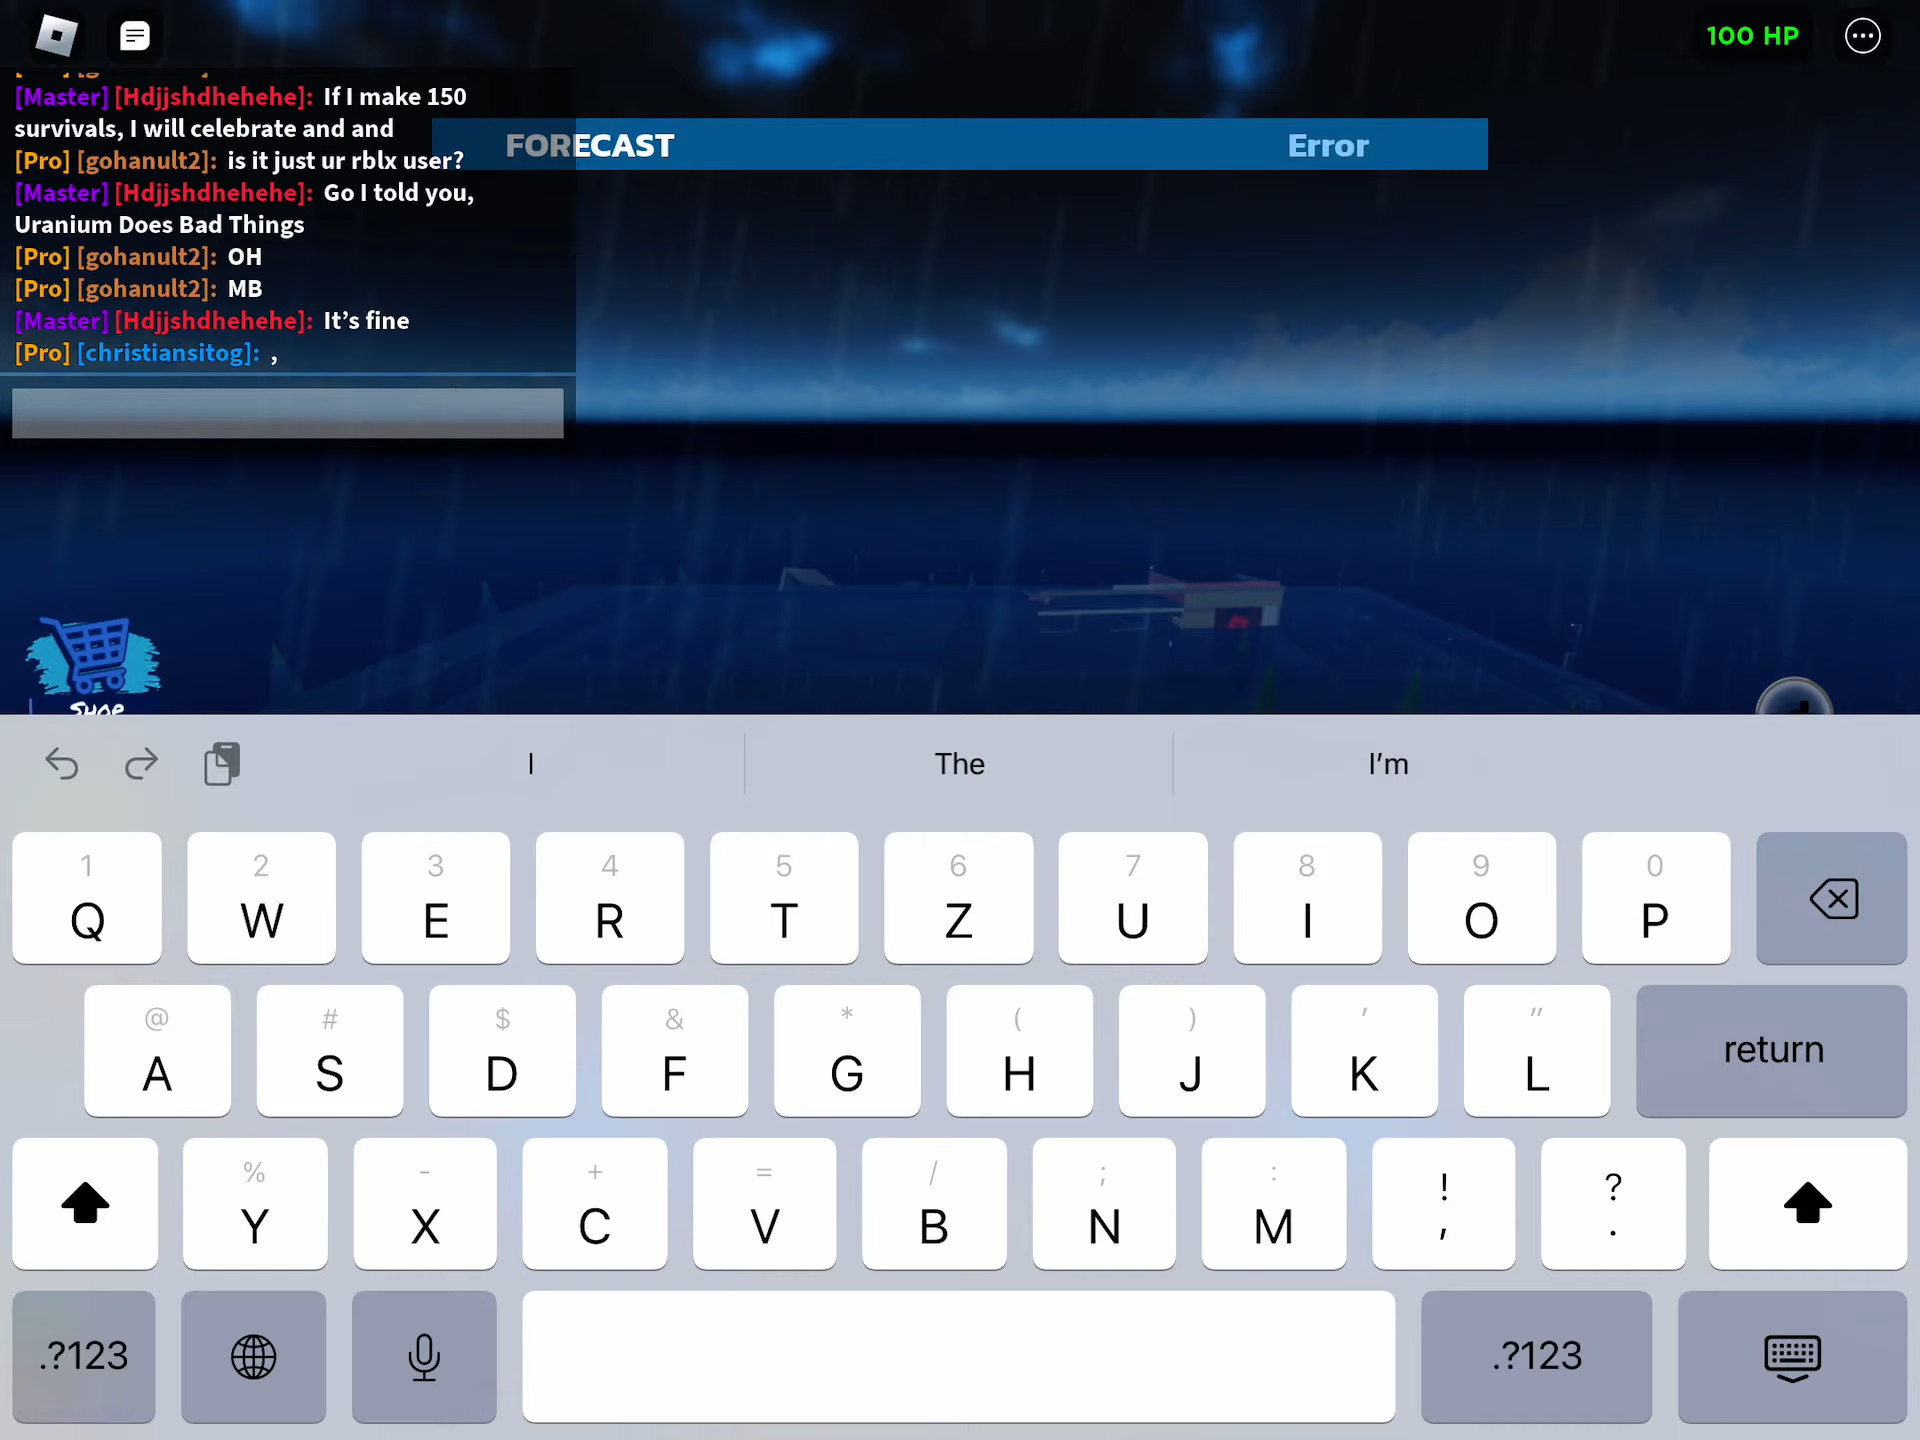 100 HP
[Master] [Hdjjshdhehehe]: If I make 150
survivals, I will celebrate and and
[Pro] [gohanult2]: is it just ur rblx user?
[Master] [Hdjjshdhehehe]: Go I told you,
Uranium Does Bad Things
[Pro] [gohanult2]: OH
[Pro] [gohanult2]: MB
[Master] [Hdjjshdhehehe]: It’s fine
[Pro] [christiansitog]: ,
FORECAST Error
SHOP
I The I’m
1 2 3 4 5 6 7 8 9 0
Q W E R T Z U I O P
@ # $ & * ( ) ' "
A S D F G H J K L return
% - + = / ; : ! ?
Y X C V B N M , .
.?123 .?123